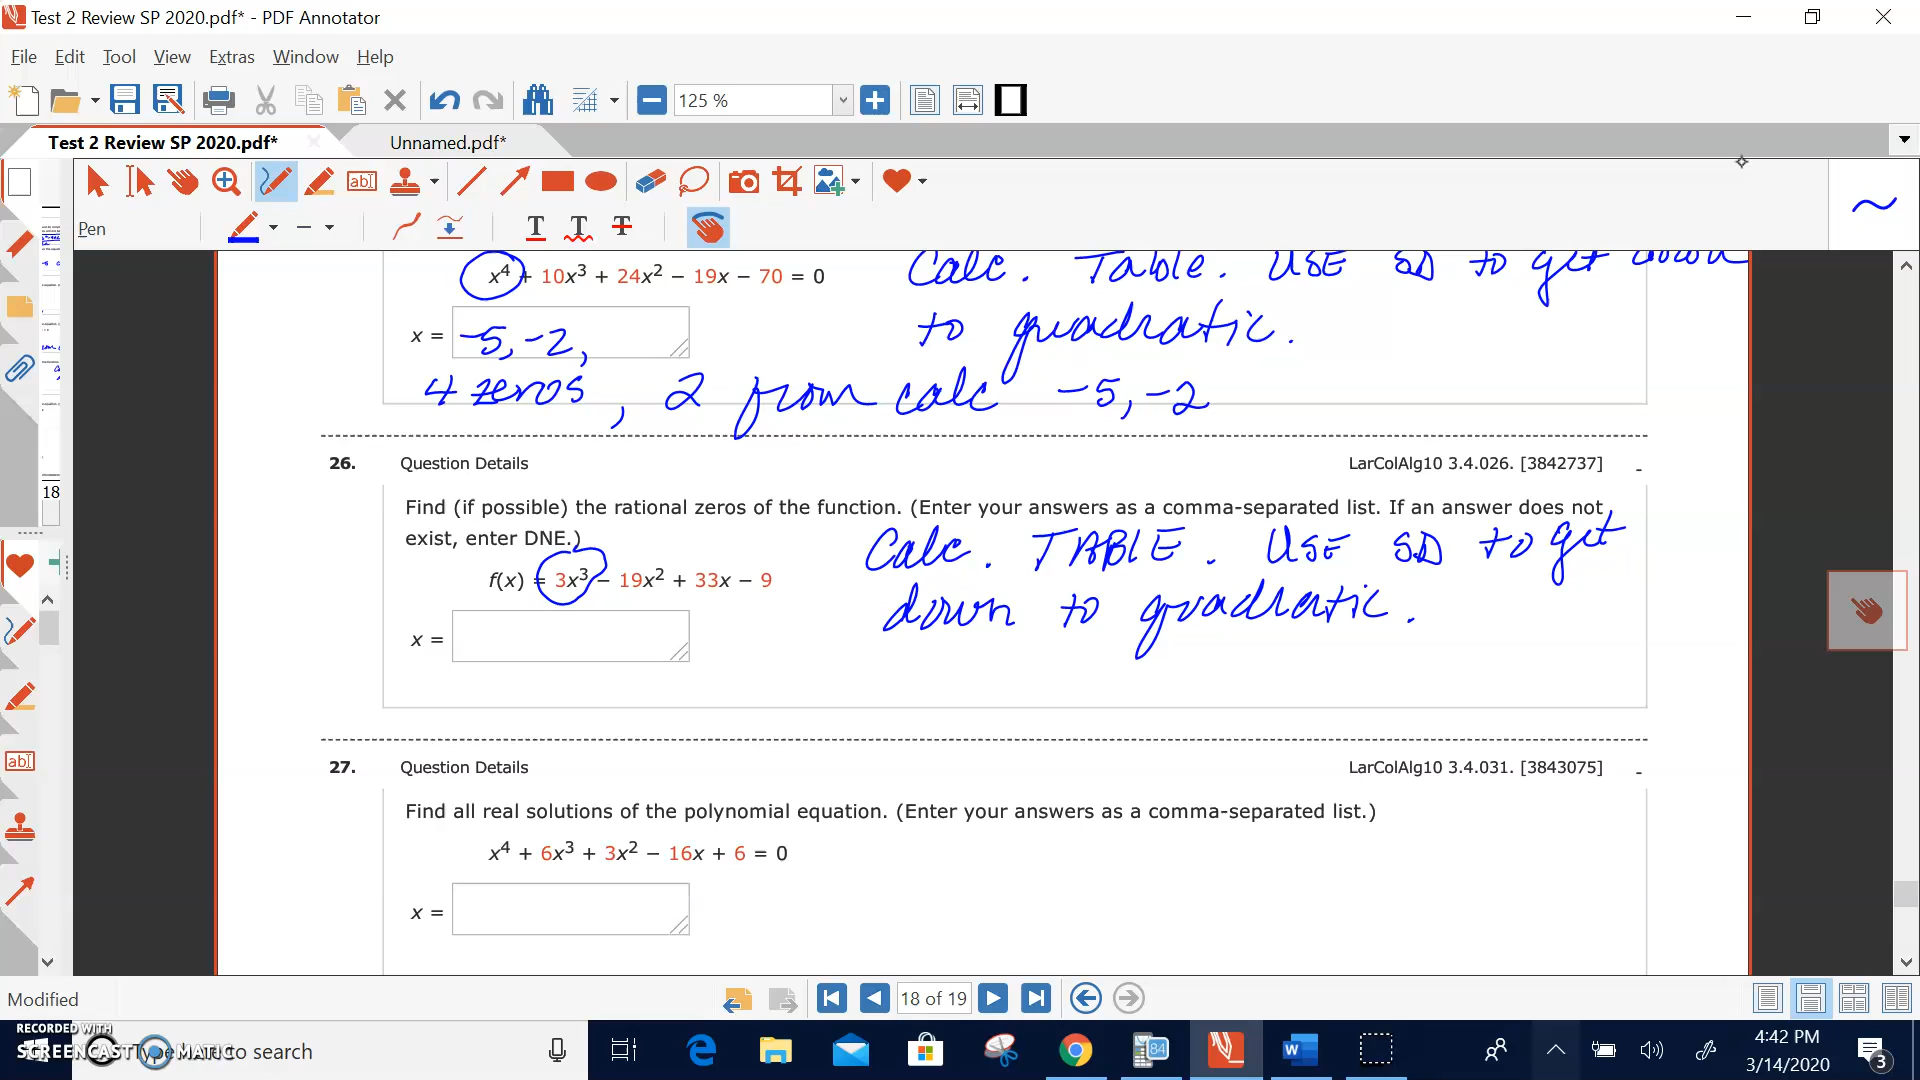 Test 2 Review SP 2020.pdf* - PDF Annotator
File Edit Tool View Extras Window Help
125 %
Test 2 Review SP 2020.pdf* Unnamed.pdf*
Pen
x⁴ + 10x³ + 24x² − 19x − 70 = 0
Calc. Table. USE SD to get down
to quadratic.
x = -5, -2,
4 zeros, 2 from calc -5, -2
26. Question Details LarColAlg10 3.4.026. [3842737] -
Find (if possible) the rational zeros of the function. (Enter your answers as a comma-separated list. If an answer does not
exist, enter DNE.)
f(x) = 3x³ − 19x² + 33x − 9
Calc. TABLE. USE SD to get
down to quadratic.
x =
27. Question Details LarColAlg10 3.4.031. [3843075] -
Find all real solutions of the polynomial equation. (Enter your answers as a comma-separated list.)
x⁴ + 6x³ + 3x² − 16x + 6 = 0
x =
18
Modified
18 of 19
RECORDED WITH
SCREENCAST MATIC
Type here to search
84
4:42 PM
3/14/2020
3